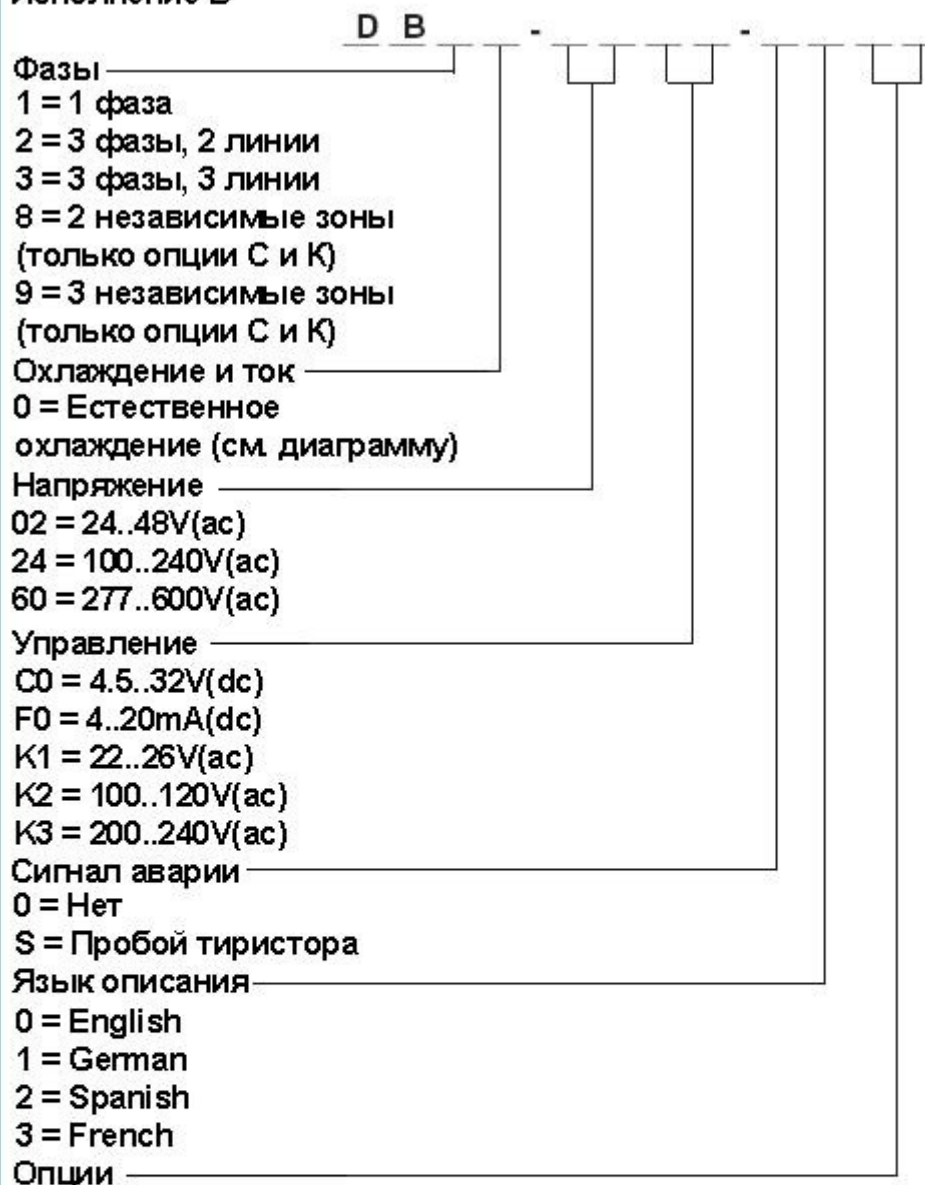 Исполнение B
D B _ _ - _ _ _ _ - _ _ _ _
Фазы
1 = 1 фаза
2 = 3 фазы, 2 линии
3 = 3 фазы, 3 линии
8 = 2 независимые зоны
(только опции С и К)
9 = 3 независимые зоны
(только опции С и К)
Охлаждение и ток
0 = Естественное
охлаждение (см. диаграмму)
Напряжение
02 = 24..48V(ac)
24 = 100..240V(ac)
60 = 277..600V(ac)
Управление
C0 = 4.5..32V(dc)
F0 = 4..20mA(dc)
K1 = 22..26V(ac)
K2 = 100..120V(ac)
K3 = 200..240V(ac)
Сигнал аварии
0 = Нет
S = Пробой тиристора
Язык описания
0 = English
1 = German
2 = Spanish
3 = French
Опции